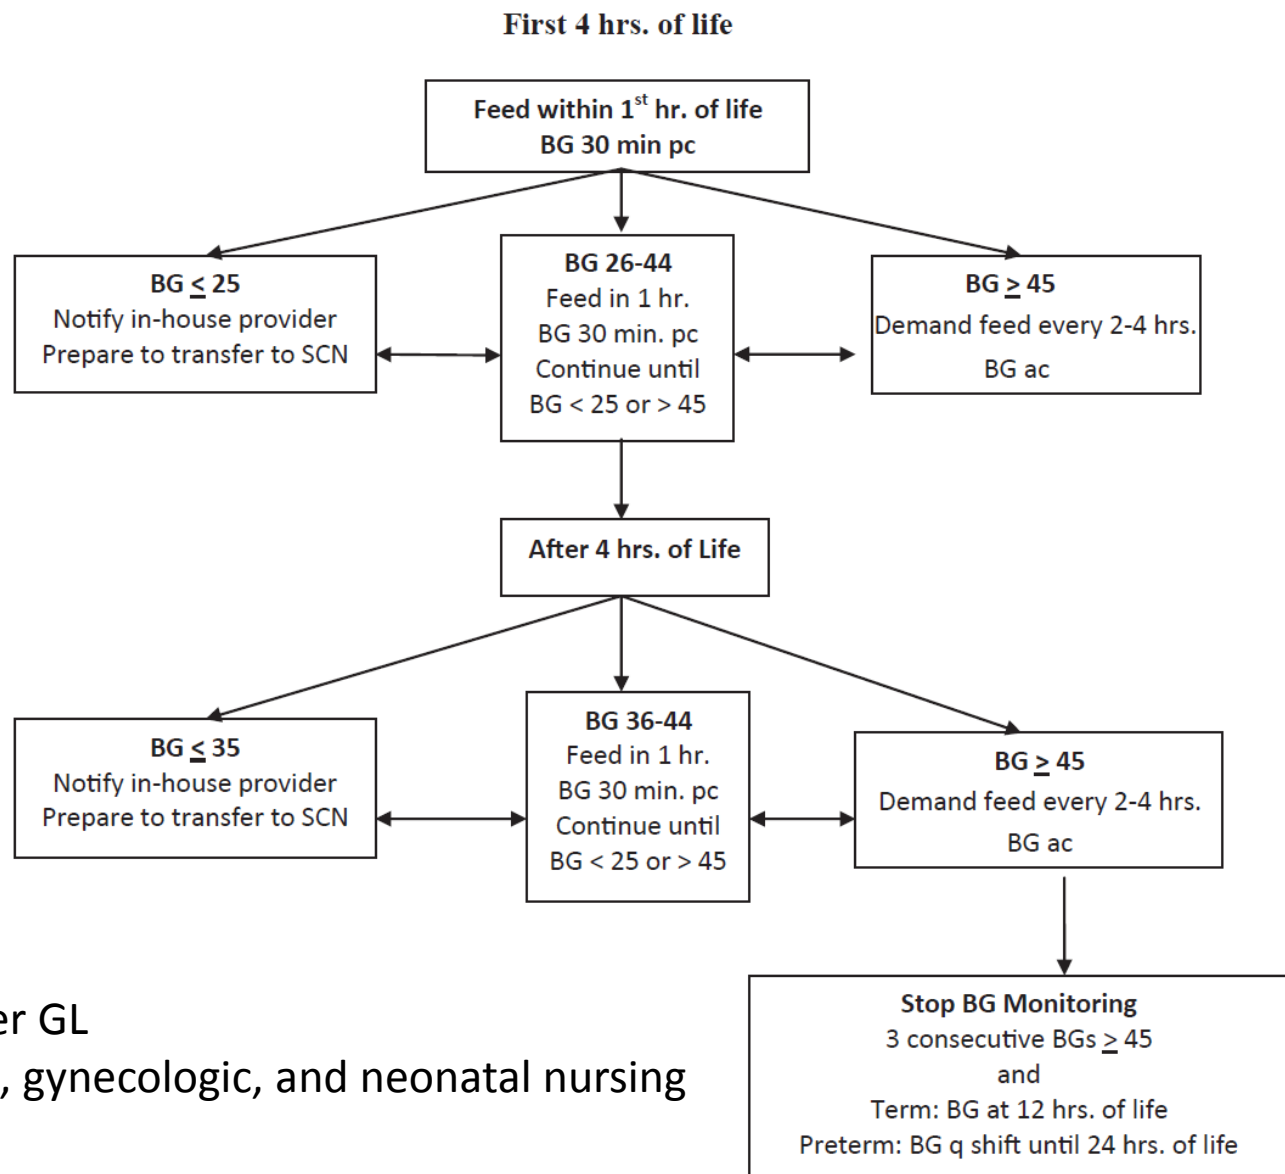 First 4 hrs. of life
Feed within 1st hr. of life
BG 30 min pc
BG ≤ 25
Notify in-house provider
Prepare to transfer to SCN
BG 26-44
Feed in 1 hr.
BG 30 min. pc
Continue until
BG < 25 or > 45
BG ≥ 45
Demand feed every 2-4 hrs.
BG ac
After 4 hrs. of Life
BG ≤ 35
Notify in-house provider
Prepare to transfer to SCN
BG 36-44
Feed in 1 hr.
BG 30 min. pc
Continue until
BG < 25 or > 45
BG ≥ 45
Demand feed every 2-4 hrs.
BG ac
Stop BG Monitoring
3 consecutive BGs ≥ 45
and
Term: BG at 12 hrs. of life
Preterm: BG q shift until 24 hrs. of life
er GL
, gynecologic, and neonatal nursing